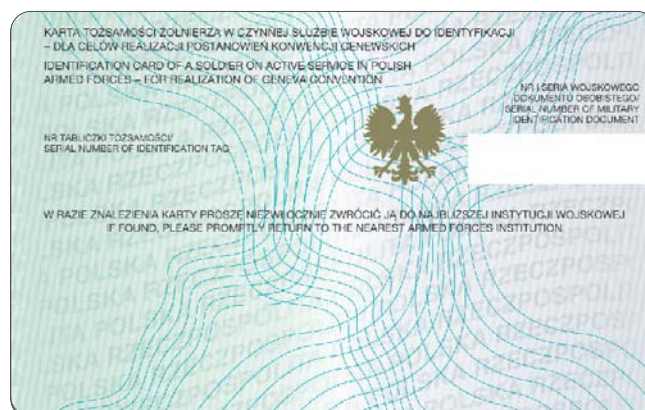 KARTA TOŻSAMOŚCI ŻOŁNIERZA W CZYNNEJ SŁUŻBIE WOJSKOWEJ DO IDENTYFIKACJI
– DLA CELÓW REALIZACJI POSTANOWIEŃ KONWENCJI GENEWSKICH
IDENTIFICATION CARD OF A SOLDIER ON ACTIVE SERVICE IN POLISH
ARMED FORCES – FOR REALIZATION OF GENEVA CONVENTION
NR I SERIA WOJSKOWEGO
DOKUMENTU OSOBISTEGO/
SERIAL NUMBER OF MILITARY
IDENTIFICATION DOCUMENT
NR TABLICZKI TOŻSAMOŚCI/
SERIAL NUMBER OF IDENTIFICATION TAG
W RAZIE ZNALEZIENIA KARTY PROSZĘ NIEZWŁOCZNIE ZWRÓCIĆ JĄ DO NAJBLIŻSZEJ INSTYTUCJI WOJSKOWEJ
IF FOUND, PLEASE PROMPTLY RETURN TO THE NEAREST ARMED FORCES INSTITUTION